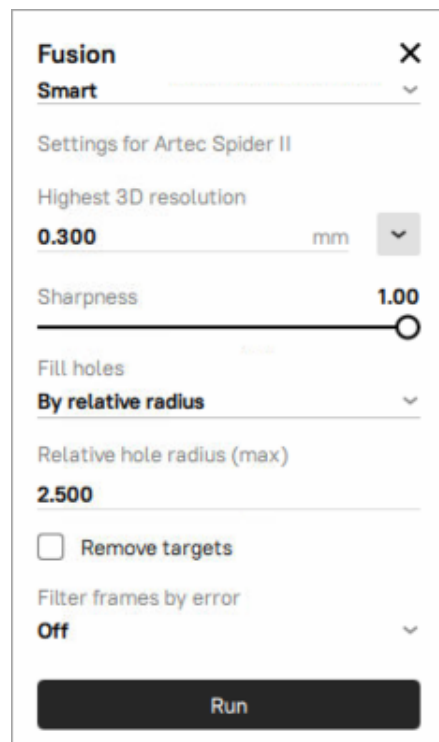 Fusion
Smart
Settings for Artec Spider II
Highest 3D resolution
0.300 mm
Sharpness 1.00
Fill holes
By relative radius
Relative hole radius (max)
2.500
Remove targets
Filter frames by error
Off
Run